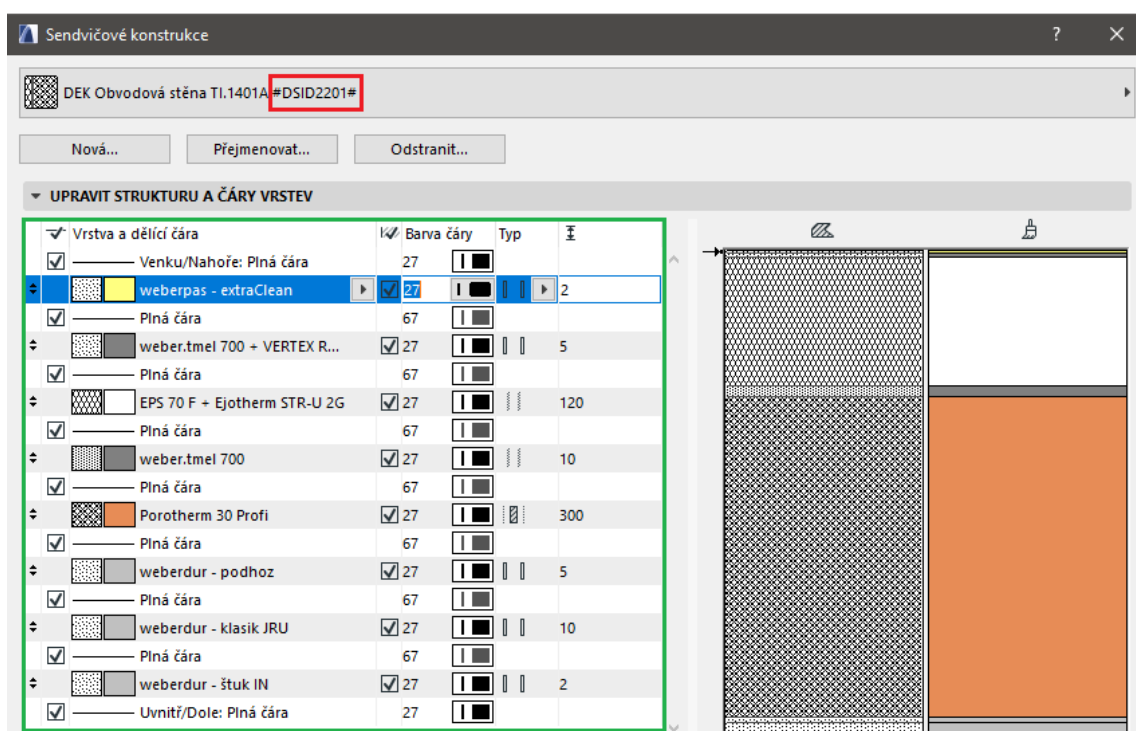 Sendvičové konstrukce ?
DEK Obvodová stěna TI.1401A #DSID2201#
Nová... Přejmenovat... Odstranit...
UPRAVIT STRUKTURU A ČÁRY VRSTEV
Vrstva a dělící čára Barva čáry Typ
Venku/Nahoře: Plná čára 27
weberpas - extraClean 27 2
Plná čára 67
weber.tmel 700 + VERTEX R... 27 5
Plná čára 67
EPS 70 F + Ejotherm STR-U 2G 27 120
Plná čára 67
weber.tmel 700 27 10
Plná čára 67
Porotherm 30 Profi 27 300
Plná čára 67
weberdur - podhoz 27 5
Plná čára 67
weberdur - klasik JRU 27 10
Plná čára 67
weberdur - štuk IN 27 2
Uvnitř/Dole: Plná čára 27